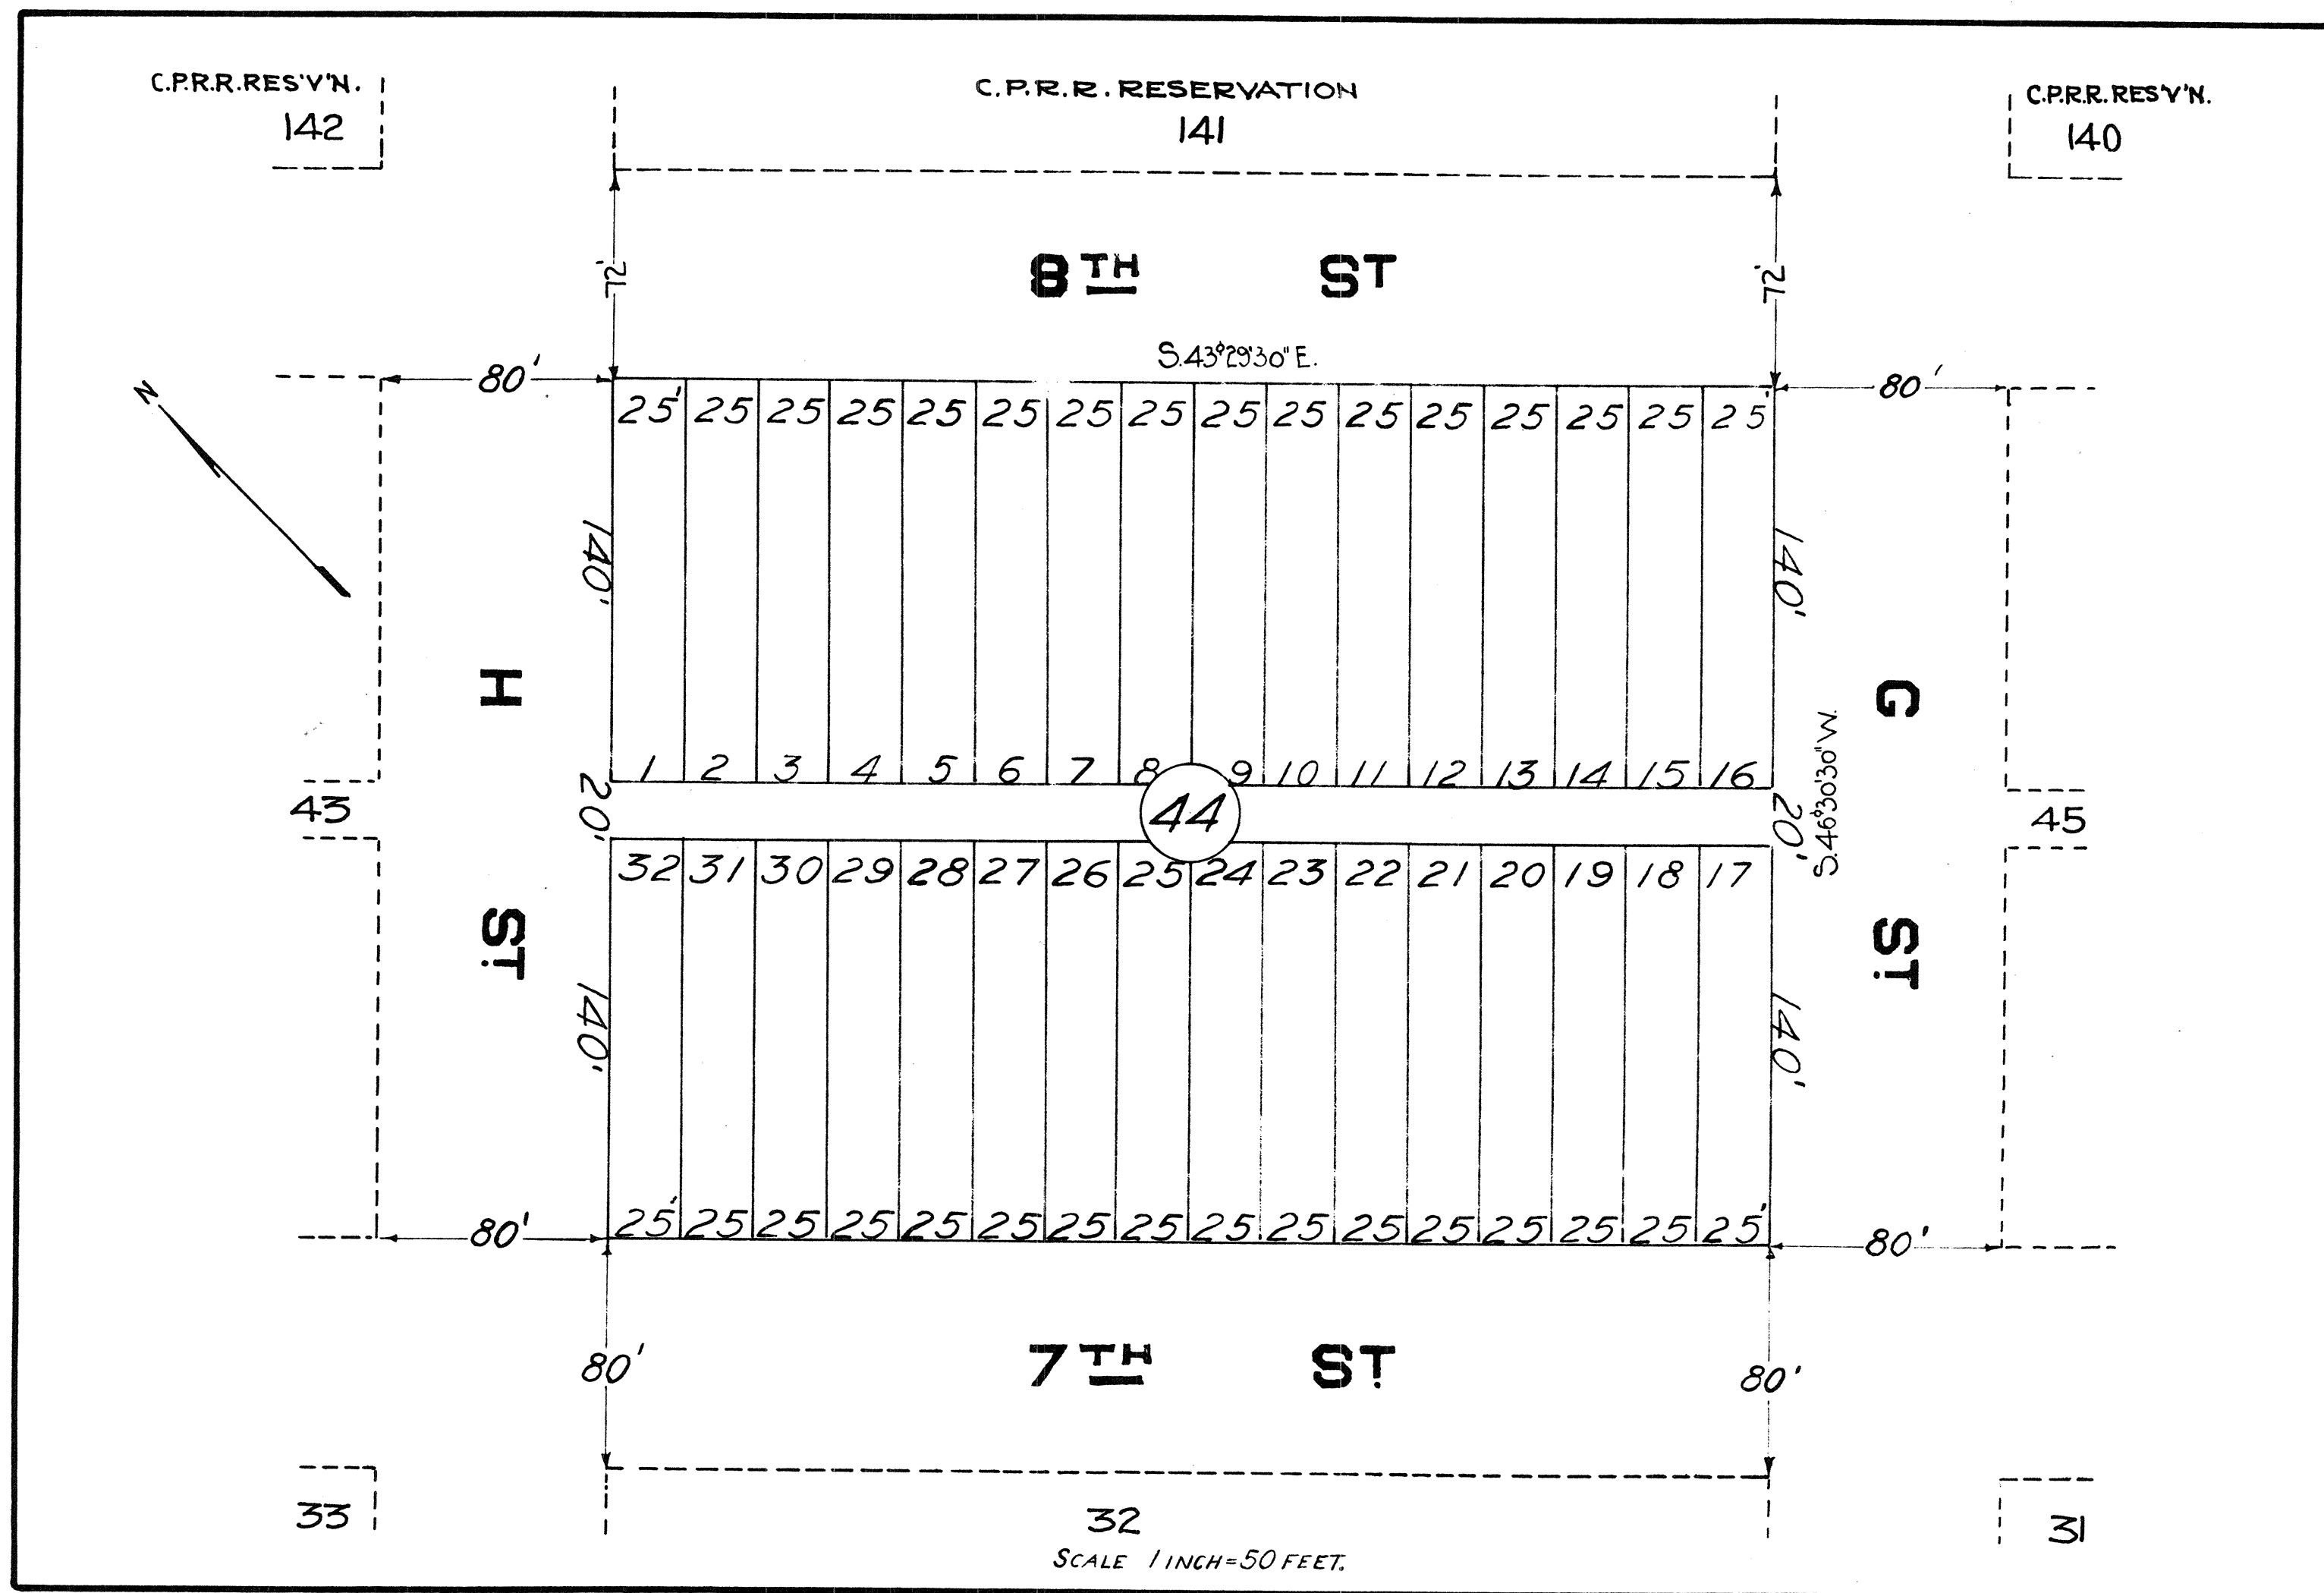 C.P.R.R.RES'V'N.
142
C.P.R.R. RESERVATION
141
C.P.R.R. RES'V'N.
140
72'
8TH ST
72'
S.43°29'30"E.
N
80'
80'
25' 25 25 25 25 25 25 25 25 25 25 25 25 25 25 25'
140'
140'
H ST.
G ST.
1 2 3 4 5 6 7 8 9 10 11 12 13 14 15 16
43
20'
44
20'
S.46°30'30"W.
45
32 31 30 29 28 27 26 25 24 23 22 21 20 19 18 17
140'
140'
25' 25 25 25 25 25 25 25 25 25 25 25 25 25 25 25'
80'
80'
80'
7TH ST.
80'
33
32
31
SCALE 1 INCH=50 FEET.